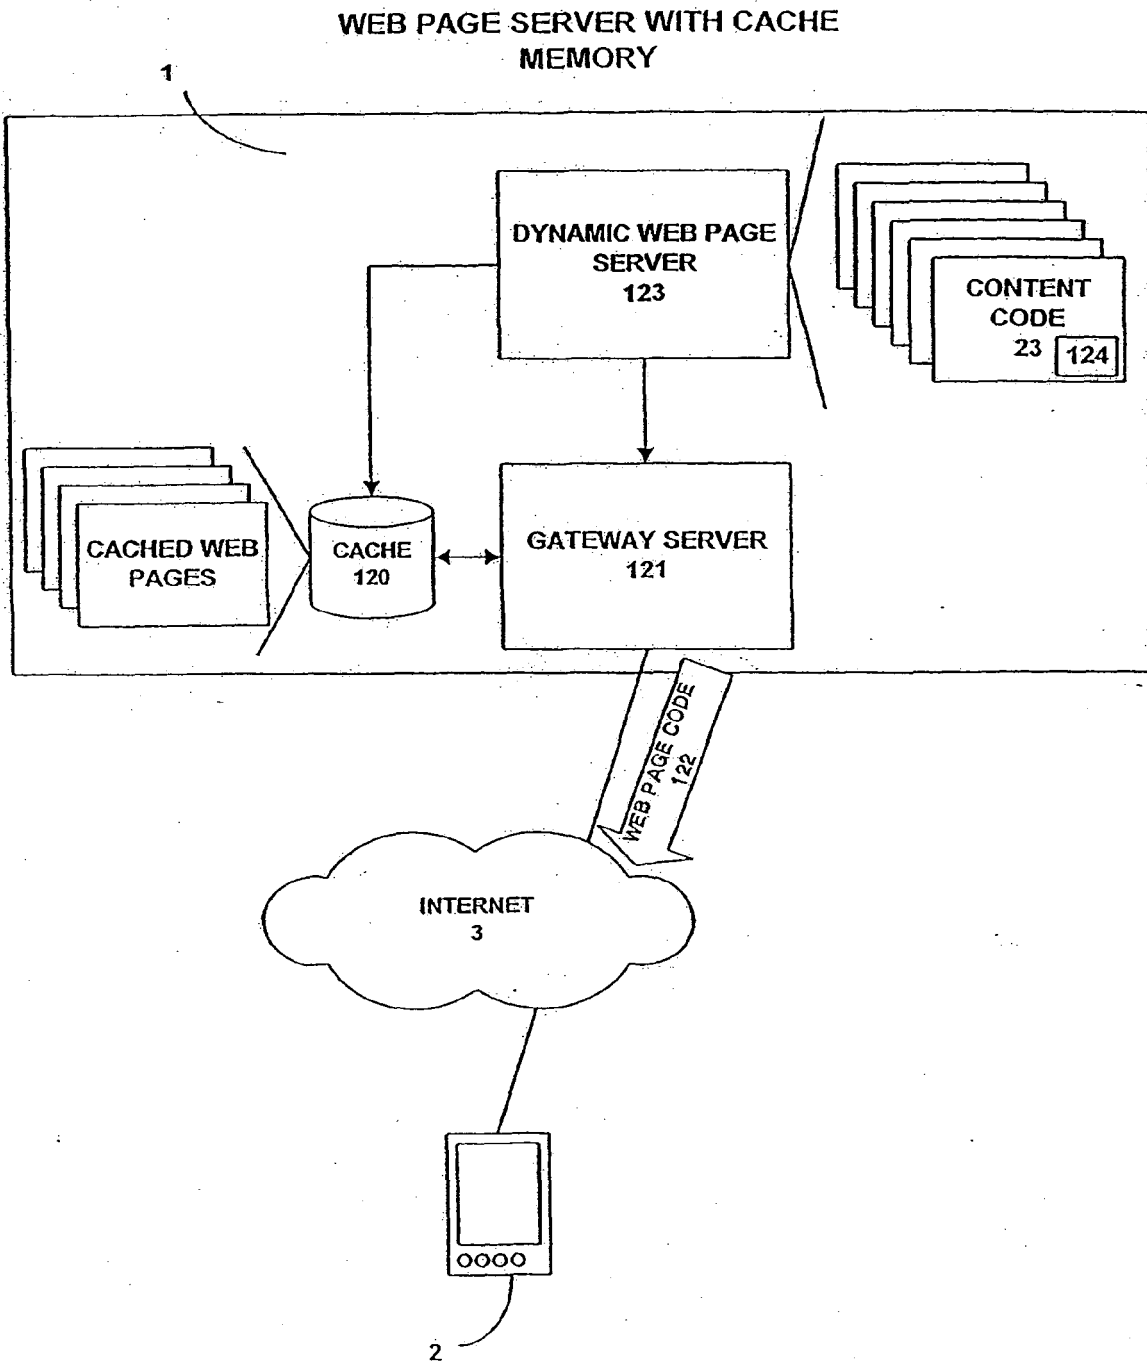 WEB PAGE SERVER WITH CACHE
MEMORY
1
DYNAMIC WEB PAGE
SERVER
123
CONTENT
CODE
23
124
CACHED WEB
PAGES
CACHE
120
GATEWAY SERVER
121
WEB PAGE CODE
122
INTERNET
3
2